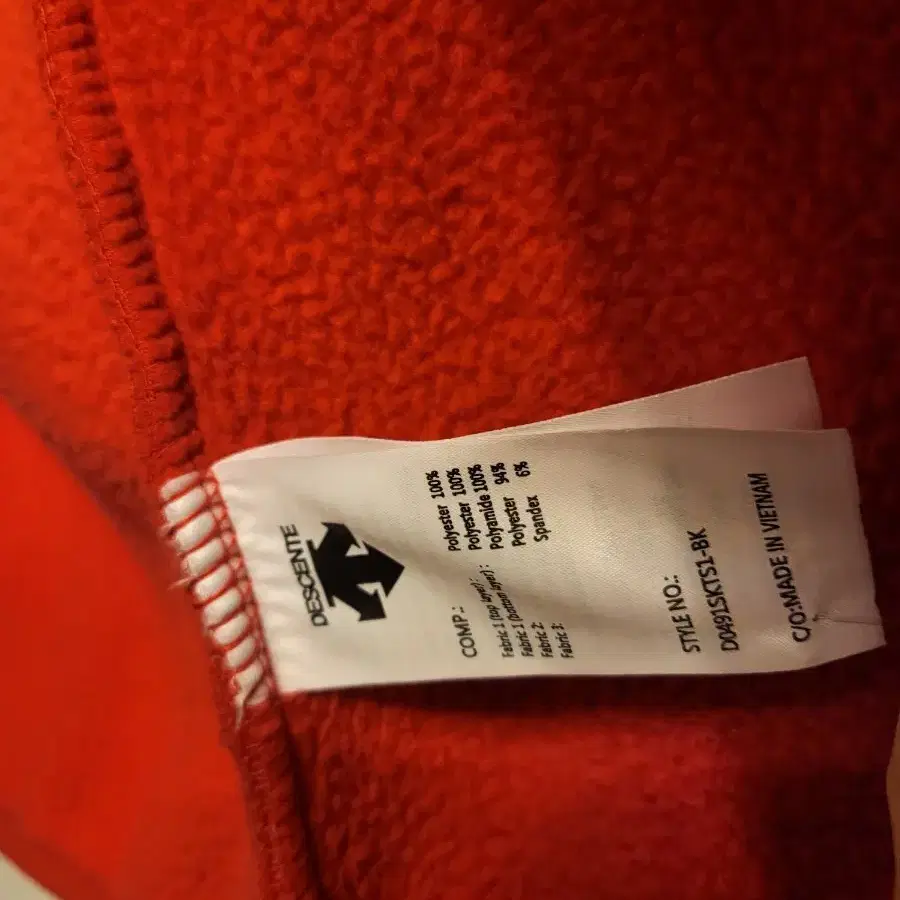 DESCENTE
COMP.:
Fabric 1 (top layer): Polyester 100%
Fabric 1 (bottom layer): Polyester 100%
Fabric 2: Polyamide 100%
Fabric 3: Polyester 94%
Spandex 6%
STYLE NO.:
D0491SKTS1-BK
C/O:MADE IN VIETNAM